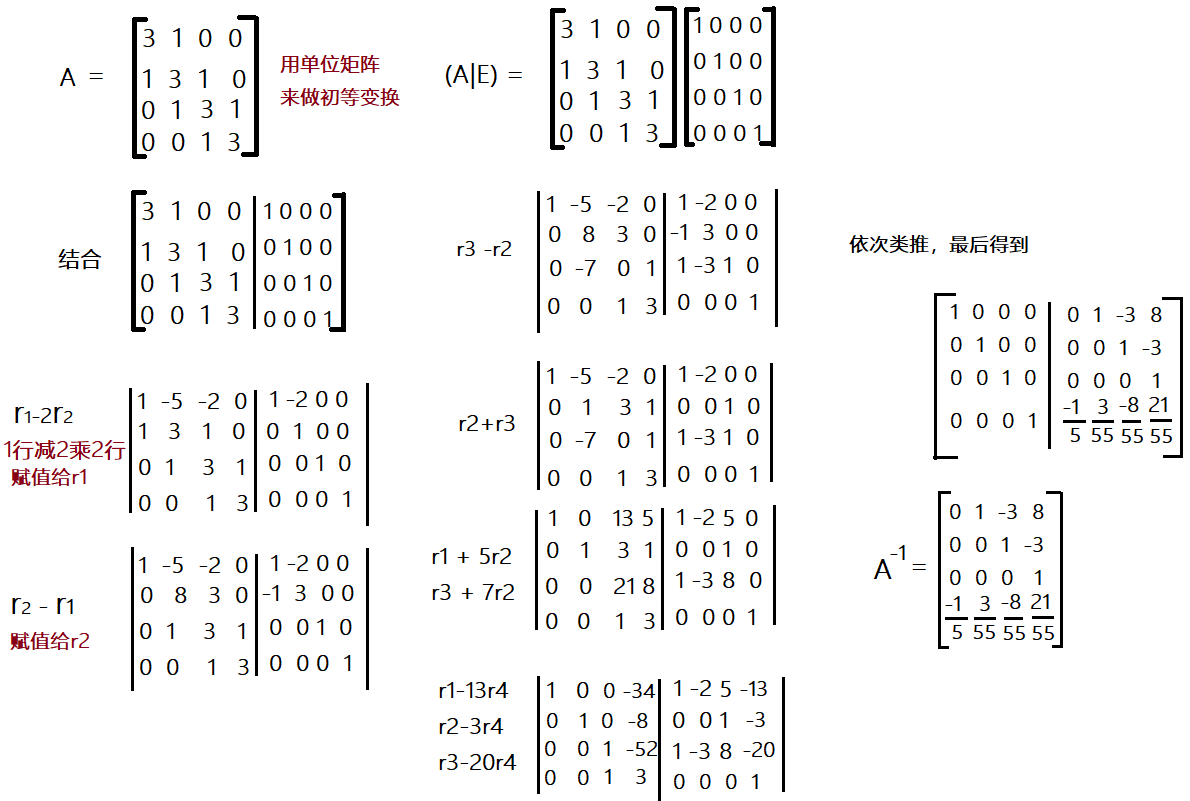 A =
3 1 0 0
1 3 1 0
0 1 3 1
0 0 1 3
用单位矩阵
来做初等变换
(A|E) =
3 1 0 0 1 0 0 0
1 3 1 0 0 1 0 0
0 1 3 1 0 0 1 0
0 0 1 3 0 0 0 1
结合
3 1 0 0 1 0 0 0
1 3 1 0 0 1 0 0
0 1 3 1 0 0 1 0
0 0 1 3 0 0 0 1
r1-2r2
1行减2乘2行
赋值给r1
1 -5 -2 0 1 -2 0 0
1 3 1 0 0 1 0 0
0 1 3 1 0 0 1 0
0 0 1 3 0 0 0 1
r2 - r1
赋值给r2
1 -5 -2 0 1 -2 0 0
0 8 3 0 -1 3 0 0
0 1 3 1 0 0 1 0
0 0 1 3 0 0 0 1
r3 -r2
1 -5 -2 0 1 -2 0 0
0 8 3 0 -1 3 0 0
0 -7 0 1 1 -3 1 0
0 0 1 3 0 0 0 1
r2+r3
1 -5 -2 0 1 -2 0 0
0 1 3 1 0 0 1 0
0 -7 0 1 1 -3 1 0
0 0 1 3 0 0 0 1
r1 + 5r2
r3 + 7r2
1 0 13 5 1 -2 5 0
0 1 3 1 0 0 1 0
0 0 21 8 1 -3 8 0
0 0 1 3 0 0 0 1
r1-13r4
r2-3r4
r3-20r4
1 0 0 -34 1 -2 5 -13
0 1 0 -8 0 0 1 -3
0 0 1 -52 1 -3 8 -20
0 0 1 3 0 0 0 1
依次类推，最后得到
1 0 0 0 0 1 -3 8
0 1 0 0 0 0 1 -3
0 0 1 0 0 0 0 1
0 0 0 1 -1/5 3/55 -8/55 21/55
A-1=
0 1 -3 8
0 0 1 -3
0 0 0 1
-1/5 3/55 -8/55 21/55